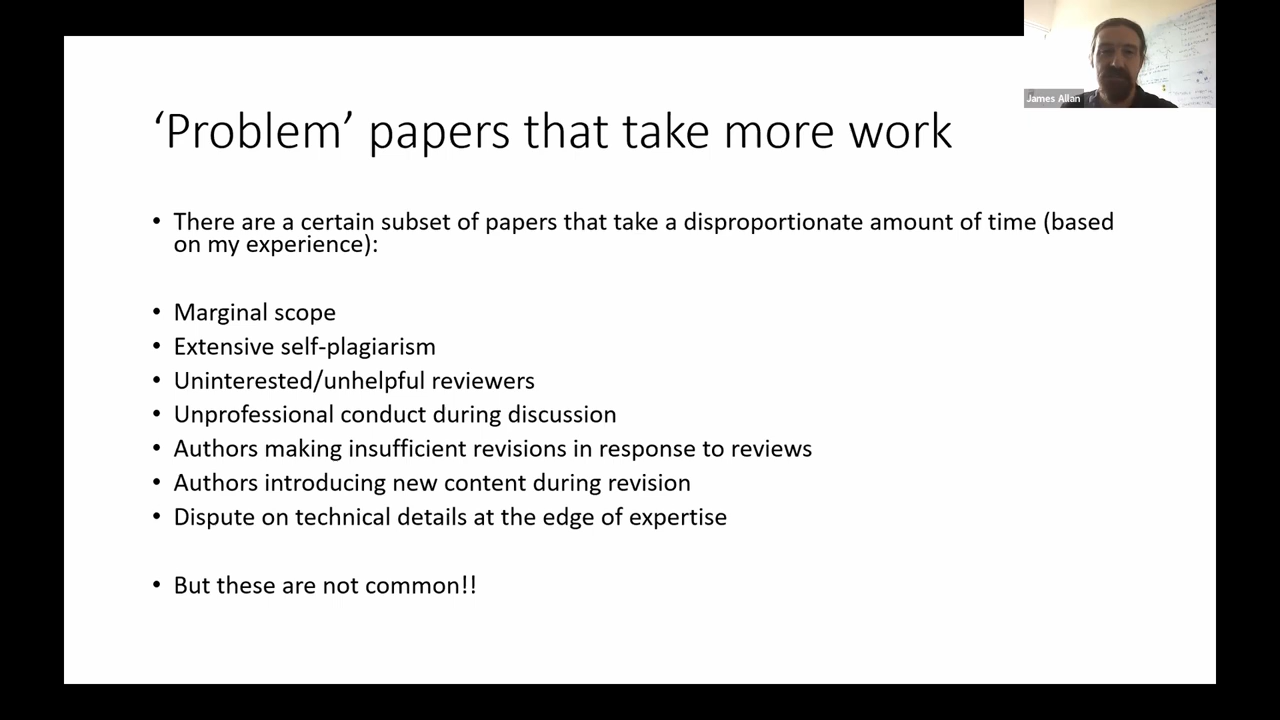 James Allan
‘Problem’ papers that take more work
• There are a certain subset of papers that take a disproportionate amount of time (based
on my experience):
• Marginal scope
• Extensive self-plagiarism
• Uninterested/unhelpful reviewers
• Unprofessional conduct during discussion
• Authors making insufficient revisions in response to reviews
• Authors introducing new content during revision
• Dispute on technical details at the edge of expertise
• But these are not common!!